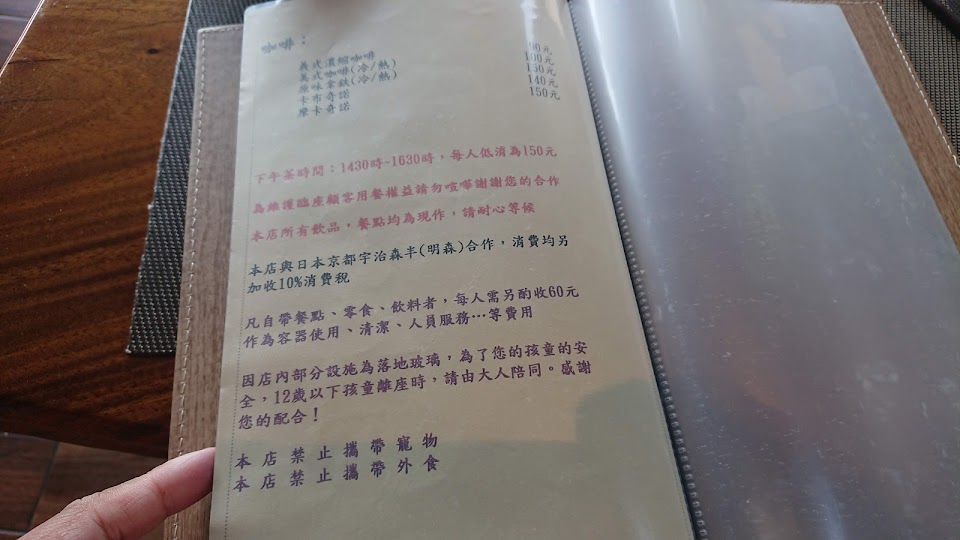 咖啡：
義式濃縮咖啡 90元
美式咖啡(冷/熱) 100元
原味拿鐵(冷/熱) 130元
卡布奇諾 140元
摩卡奇諾 150元
下午茶時間：1430時~1630時，每人低消為150元
為維護臨座顧客用餐權益請勿喧嘩謝謝您的合作
本店所有飲品，餐點均為現作，請耐心等候
本店與日本京都宇治森半(明森)合作，消費均另
加收10%消費稅
凡自帶餐點、零食、飲料者，每人需另酌收60元
作為容器使用、清潔、人員服務…等費用
因店內部分設施為落地玻璃，為了您的孩童的安
全，12歲以下孩童離座時，請由大人陪同。感謝
您的配合！
本店禁止攜帶寵物
本店禁止攜帶外食